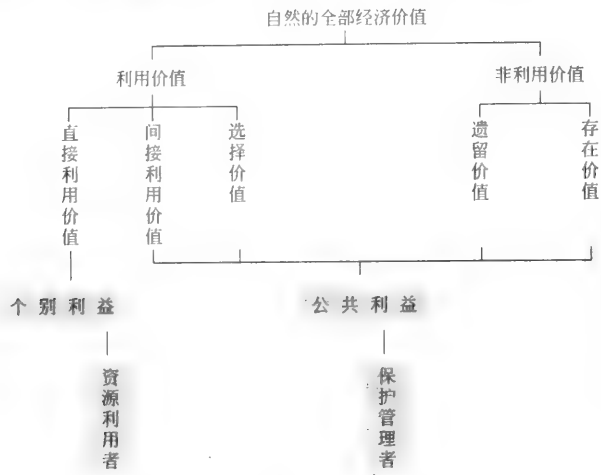 自然的全部经济价值
利用价值
非利用价值
直接利用价值
间接利用价值
选择价值
遗留价值
存在价值
个别利益
公共利益
资源利用者
保护管理者